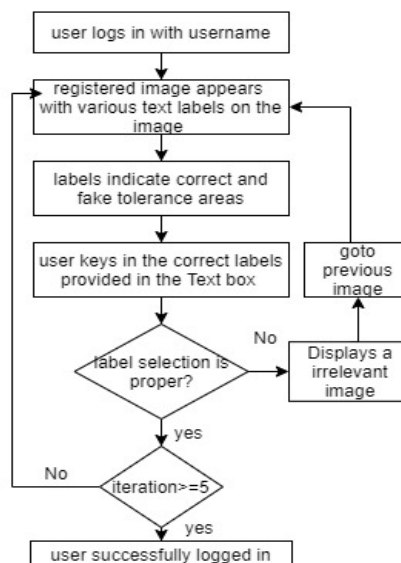 user logs in with username
registered image appears
with various text labels on the
image
labels indicate correct and
fake tolerance areas
user keys in the correct labels
provided in the Text box
goto
previous
image
label selection is
proper?
No
Displays a
irrelevant
image
yes
No
iteration>=5
yes
user successfully logged in